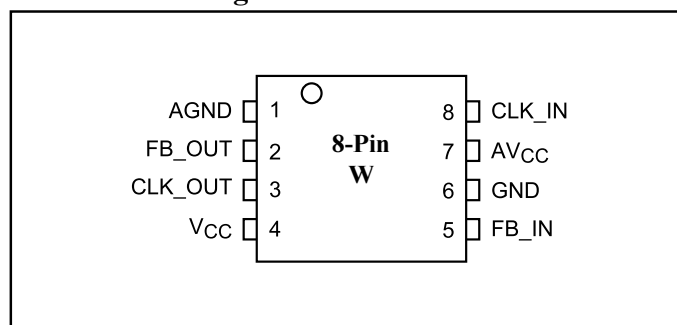 g
AGND 1 8 CLK_IN
FB_OUT 2 8-Pin 7 AVCC
CLK_OUT 3 W 6 GND
VCC 4 5 FB_IN